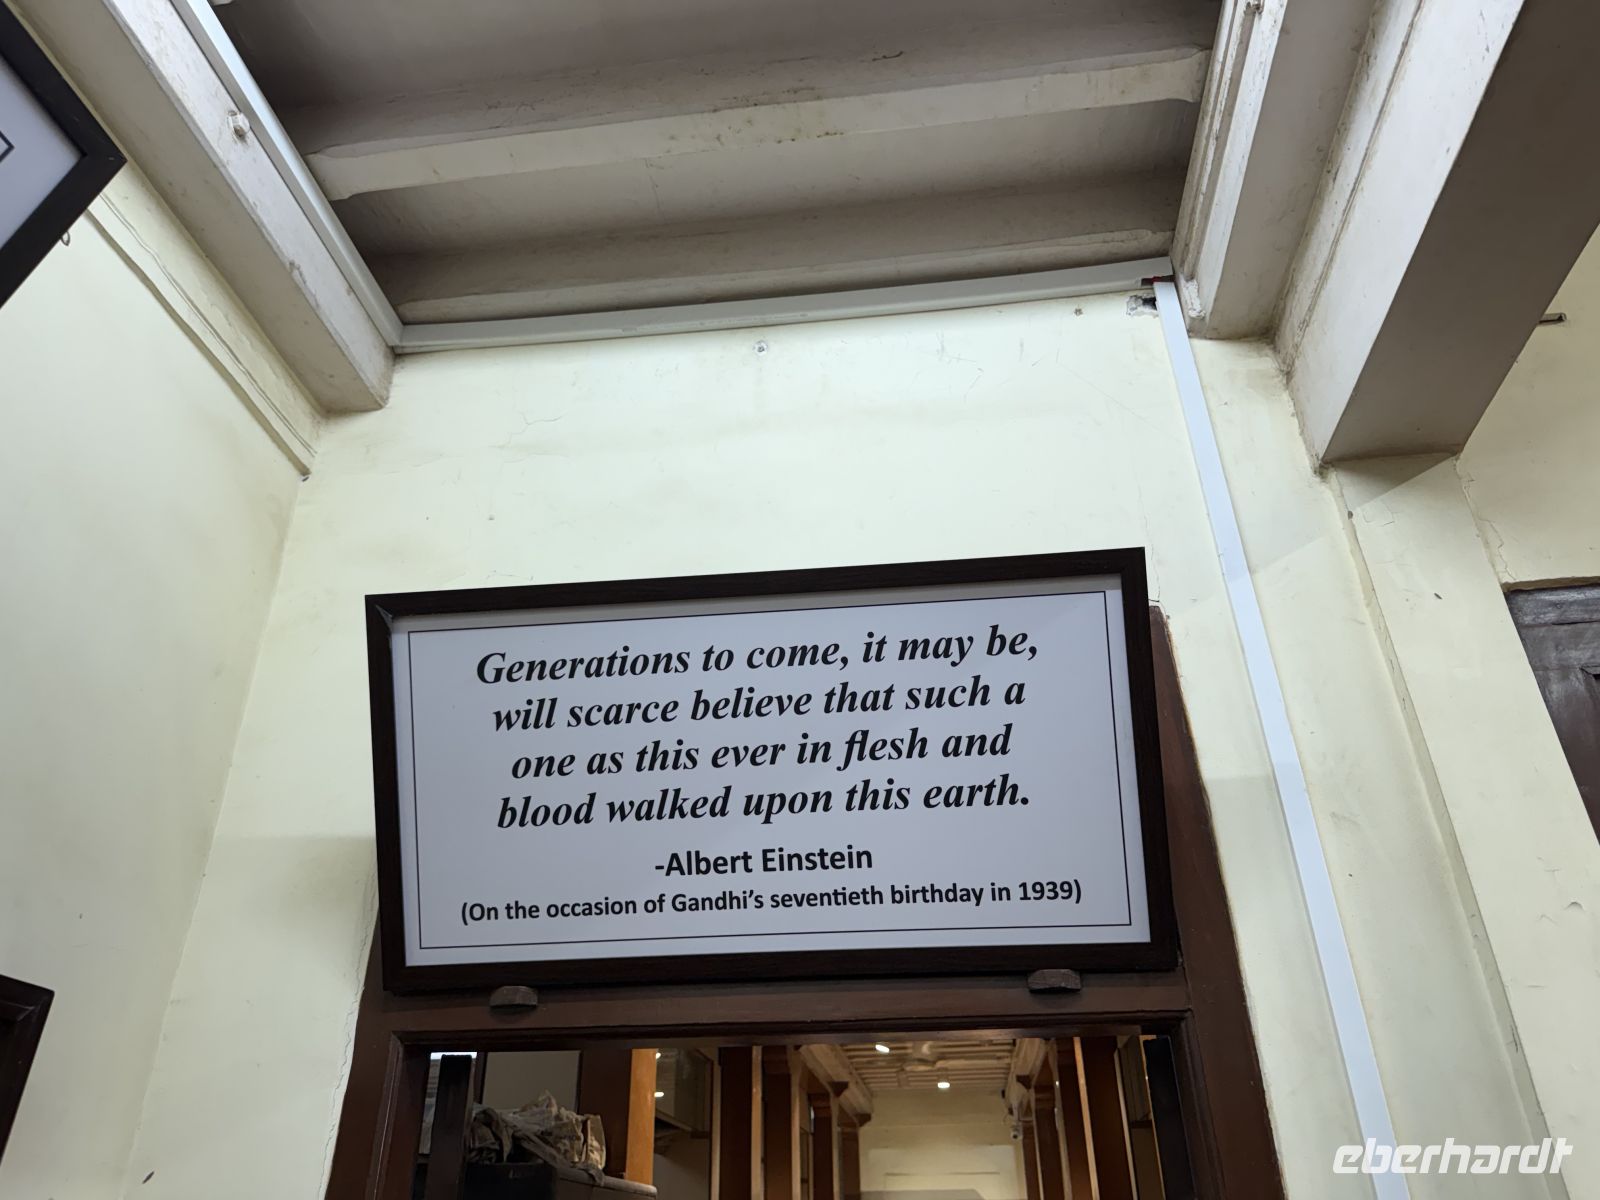 Generations to come, it may be,
will scarce believe that such a
one as this ever in flesh and
blood walked upon this earth.
-Albert Einstein
(On the occasion of Gandhi's seventieth birthday in 1939)
eberhardt